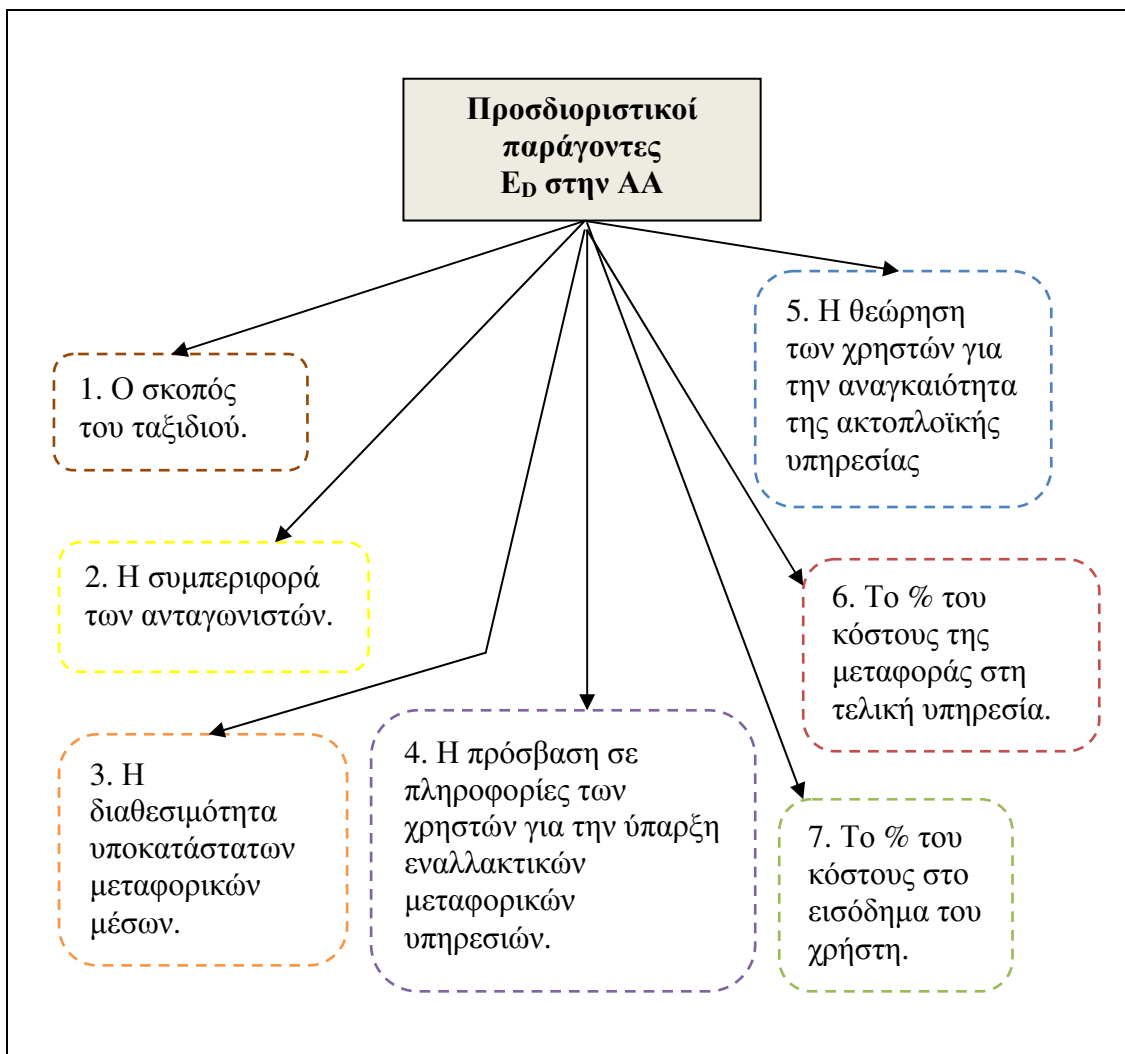 Προσδιοριστικοί
παράγοντες
E_D στην ΑΑ
1. Ο σκοπός
του ταξιδιού.
2. Η συμπεριφορά
των ανταγωνιστών.
3. Η
διαθεσιμότητα
υποκατάστατων
μεταφορικών
μέσων.
4. Η πρόσβαση σε
πληροφορίες των
χρηστών για την ύπαρξη
εναλλακτικών
μεταφορικών
υπηρεσιών.
5. Η θεώρηση
των χρηστών για
την αναγκαιότητα
της ακτοπλοϊκής
υπηρεσίας
6. Το % του
κόστους της
μεταφοράς στη
τελική υπηρεσία.
7. Το % του
κόστους στο
εισόδημα του
χρήστη.